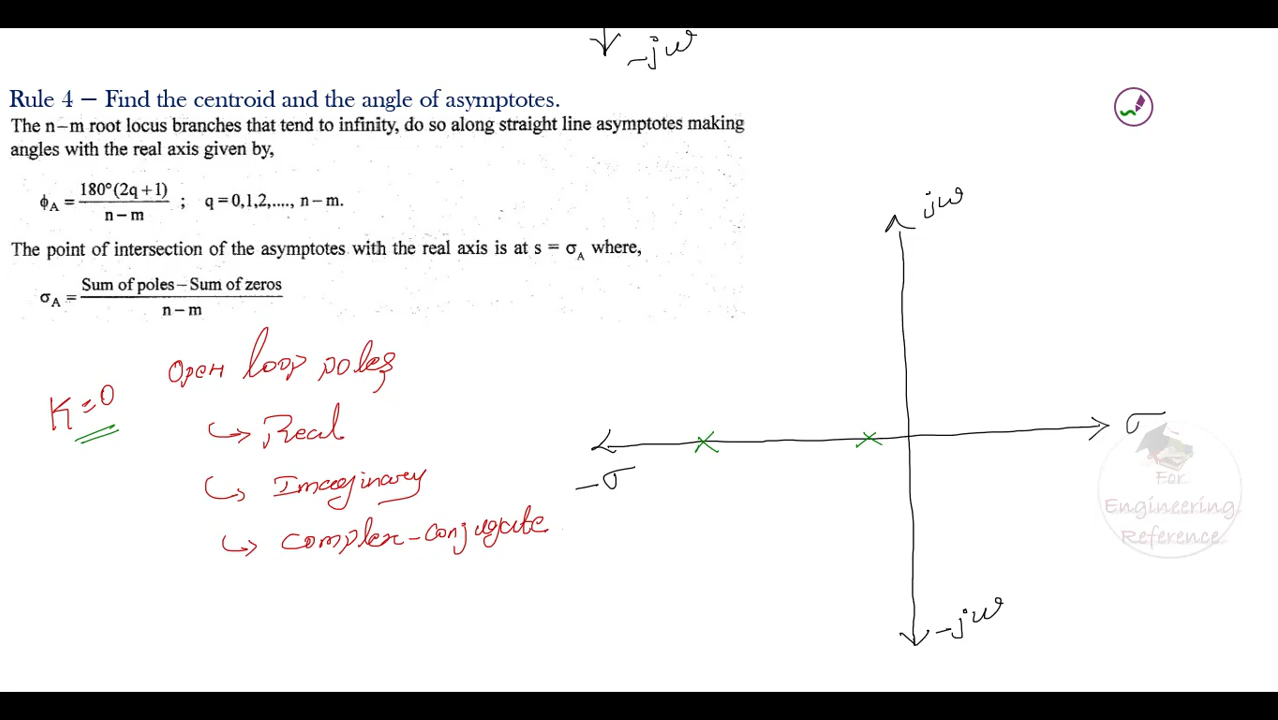 -jω
Rule 4 – Find the centroid and the angle of asymptotes.
The n–m root locus branches that tend to infinity, do so along straight line asymptotes making
angles with the real axis given by,
ϕA = 180°(2q+1) / n–m ; q=0,1,2,...., n–m.
The point of intersection of the asymptotes with the real axis is at s = σA where,
σA = Sum of poles–Sum of zeros / n–m
K=0
Open loop poles
↪ Real
↪ Imaginary
↪ Complex-conjugate
jω
σ
-σ
-jω
For
Engineering
Reference